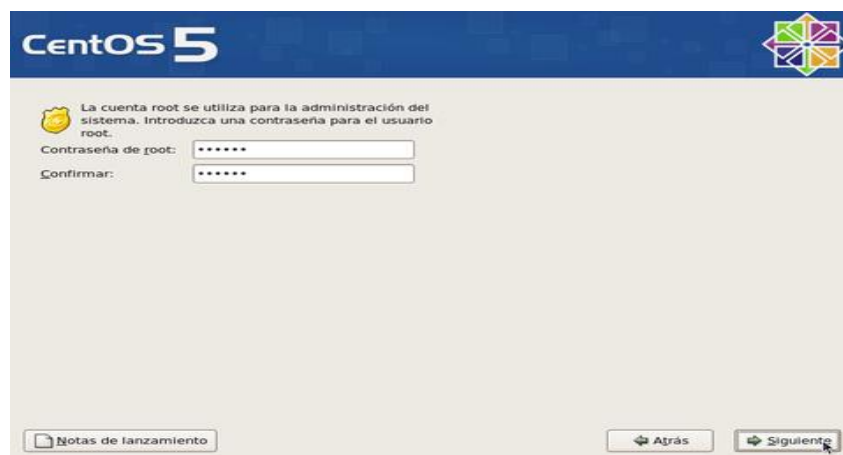 CentOS 5
La cuenta root se utiliza para la administración del
sistema. Introduzca una contraseña para el usuario
root.
Contraseña de root: ••••••
Confirmar: ••••••
Notas de lanzamiento
Atrás
Siguiente